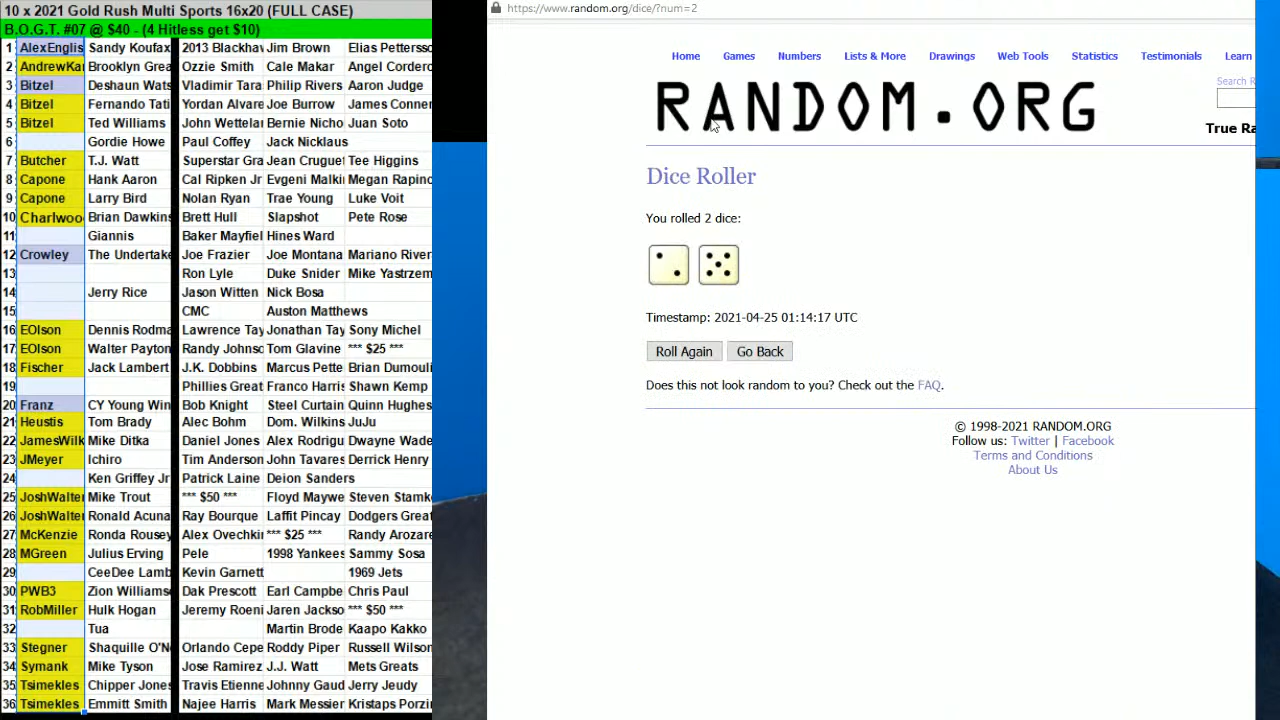 10 x 2021 Gold Rush Multi Sports 16x20 (FULL CASE)
B.O.G.T. #07 @ $40 - (4 Hitless get $10)
1 AlexEnglis Sandy Koufax 2013 Blackhav Jim Brown Elias Petterss
2 AndrewKa Brooklyn Grea Ozzie Smith Cale Makar Angel Cordero
3 Bitzel Deshaun Wats Vladimir Tara Philip Rivers Aaron Judge
4 Bitzel Fernando Tati Yordan Alvare Joe Burrow James Conner
5 Bitzel Ted Williams John Wettela Bernie Nicho Juan Soto
6 Gordie Howe Paul Coffey Jack Nicklaus
7 Butcher T.J. Watt Superstar Gra Jean Cruguet Tee Higgins
8 Capone Hank Aaron Cal Ripken Jr Evgeni Malkin Megan Rapino
9 Capone Larry Bird Nolan Ryan Trae Young Luke Voit
10 Charlwoo Brian Dawkins Brett Hull Slapshot Pete Rose
11 Giannis Baker Mayfiel Hines Ward
12 Crowley The Undertake Joe Frazier Joe Montana Mariano River
13 Ron Lyle Duke Snider Mike Yastrzem
14 Jerry Rice Jason Witten Nick Bosa
15 CMC Auston Matthews
16 EOlson Dennis Rodma Lawrence Tay Jonathan Tay Sony Michel
17 EOlson Walter Payton Randy Johnso Tom Glavine *** $25 ***
18 Fischer Jack Lambert J.K. Dobbins Marcus Pette Brian Dumouli
19 Phillies Great Franco Harris Shawn Kemp
20 Franz CY Young Win Bob Knight Steel Curtain Quinn Hughes
21 Heustis Tom Brady Alec Bohm Dom. Wilkins JuJu
22 JamesWilk Mike Ditka Daniel Jones Alex Rodrigu Dwayne Wade
23 JMeyer Ichiro Tim Anderson John Tavares Derrick Henry
24 Ken Griffey Jr Patrick Laine Deion Sanders
25 JoshWalter Mike Trout *** $50 *** Floyd Maywe Steven Stamk
26 JoshWalter Ronald Acuna Ray Bourque Laffit Pincay Dodgers Grea
27 McKenzie Ronda Rousey Alex Ovechkin *** $25 *** Randy Arozare
28 MGreen Julius Erving Pele 1998 Yankees Sammy Sosa
29 CeeDee Lamb Kevin Garnett 1969 Jets
30 PWB3 Zion Williams Dak Prescott Earl Campbe Chris Paul
31 RobMiller Hulk Hogan Jeremy Roeni Jaren Jackso *** $50 ***
32 Tua Martin Brode Kaapo Kakko
33 Stegner Shaquille O'N Orlando Cepe Roddy Piper Russell Wilson
34 Symank Mike Tyson Jose Ramirez J.J. Watt Mets Greats
35 Tsimekles Chipper Jones Travis Etienne Johnny Gaud Jerry Jeudy
36 Tsimekles Emmitt Smith Najee Harris Mark Messier Kristaps Porzin
https://www.random.org/dice/?num=2
Home Games Numbers Lists & More Drawings Web Tools Statistics Testimonials Learn
Search R
RANDOM.ORG
True Ra
Dice Roller
You rolled 2 dice:
Timestamp: 2021-04-25 01:14:17 UTC
Roll Again Go Back
Does this not look random to you? Check out the FAQ.
© 1998-2021 RANDOM.ORG
Follow us: Twitter | Facebook
Terms and Conditions
About Us